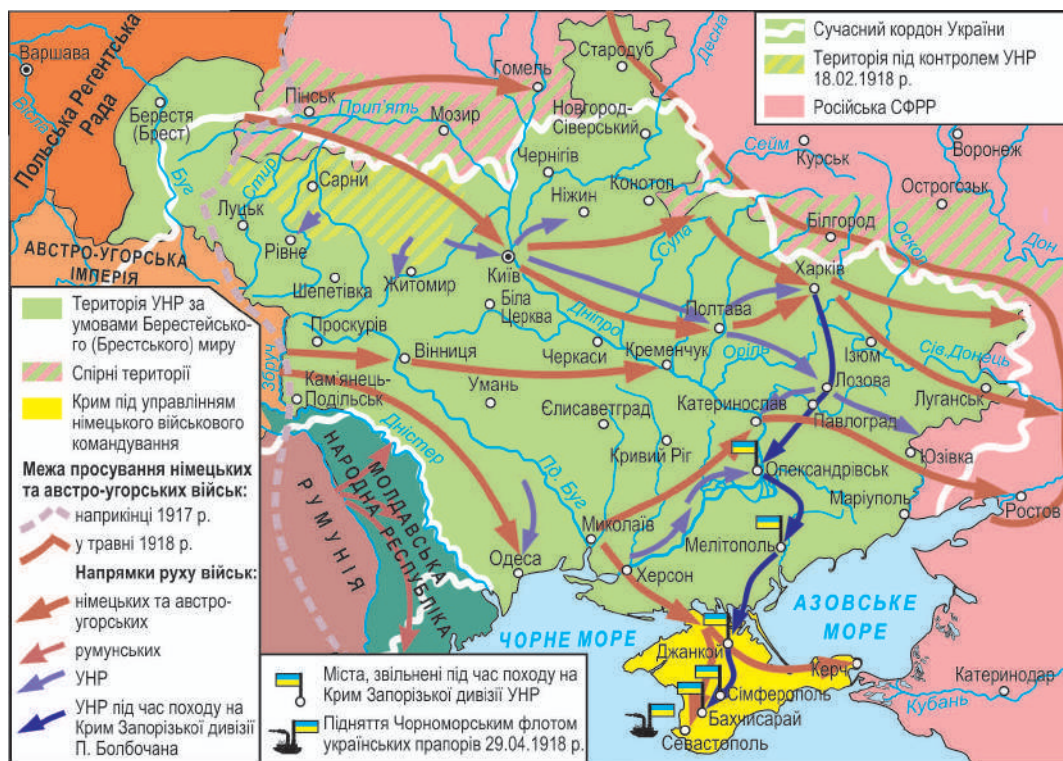 Варшава
Вісла
Польська Регентська
Рада
Берестя
(Брест)
Буг
Пінськ
Прип'ять
Мозир
Гомель
Стародуб
Десна
Новгород-
Сіверський
Чернігів
Сейм
Курськ
Воронеж
Острогозьк
Дон
Оскол
Білгород
Конотоп
Ніжин
Сула
Харків
Стир
Сарни
Луцьк
Рівне
Київ
Житомир
Шепетівка
Біла
Церква
Полтава
Дніпро
Проскурів
Вінниця
Черкаси
Кременчук
Оріль
Ізюм
Сів. Донець
Збруч
Кам'янець-
Подільськ
Умань
Лозова
Луганськ
Єлисаветград
Катеринослав
Павлоград
Дністер
Пд. Буг
Кривий Ріг
Олександрівськ
Юзівка
Маріуполь
Ростов
Миколаїв
Мелітополь
Одеса
Херсон
АВСТРО-УГОРСЬКА
ІМПЕРІЯ
РУМУНІЯ
МОЛДАВСЬКА
НАРОДНА РЕСПУБЛІКА
ЧОРНЕ МОРЕ
АЗОВСЬКЕ
МОРЕ
Джанкой
Керч
Сімферополь
Бахчисарай
Севастополь
Катеринодар
Кубань
Сучасний кордон України
Територія під контролем УНР
18.02.1918 р.
Російська СФРР
Територія УНР за
умовами Берестейсько-
го (Брестського) миру
Спірні території
Крим під управлінням
німецького військового
командування
Межа просування німецьких
та австро-угорських військ:
наприкінці 1917 р.
у травні 1918 р.
Напрямки руху військ:
німецьких та австро-
угорських
румунських
УНР
УНР під час походу на
Крим Запорізької дивізії
П. Болбочана
Міста, звільнені під час походу на
Крим Запорізької дивізії УНР
Підняття Чорноморським флотом
українських прапорів 29.04.1918 р.